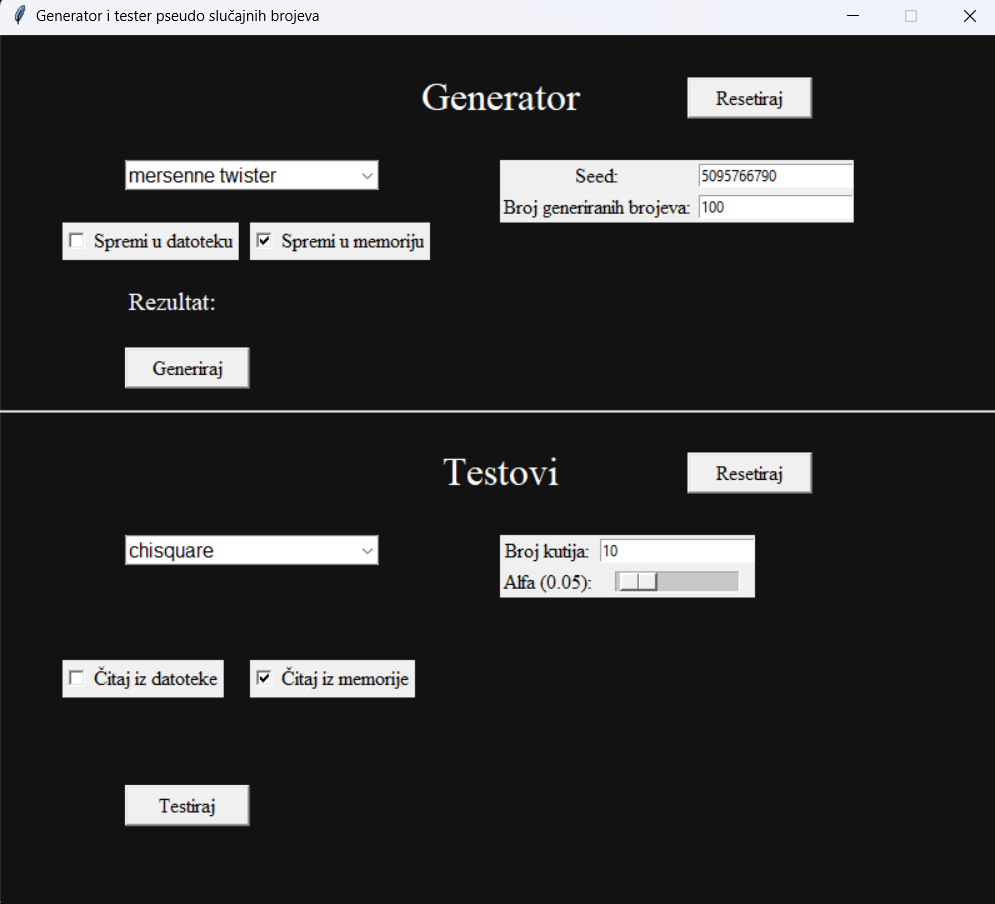 Generator i tester pseudo slučajnih brojeva
Generator
Resetiraj
mersenne twister
Seed: 5095766790
Broj generiranih brojeva: 100
Spremi u datoteku
Spremi u memoriju
Rezultat:
Generiraj
Testovi
Resetiraj
chisquare
Broj kutija: 10
Alfa (0.05):
Čitaj iz datoteke
Čitaj iz memorije
Testiraj